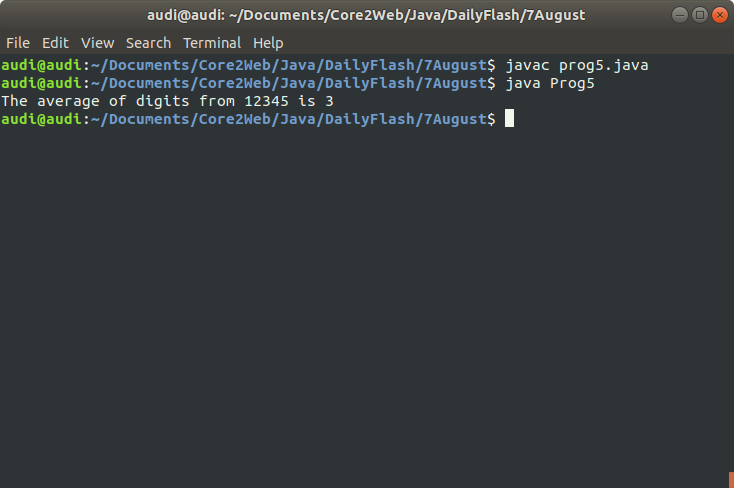 audi@audi: ~/Documents/Core2Web/Java/DailyFlash/7August
File Edit View Search Terminal Help
audi@audi:~/Documents/Core2Web/Java/DailyFlash/7August$ javac prog5.java
audi@audi:~/Documents/Core2Web/Java/DailyFlash/7August$ java Prog5
The average of digits from 12345 is 3
audi@audi:~/Documents/Core2Web/Java/DailyFlash/7August$